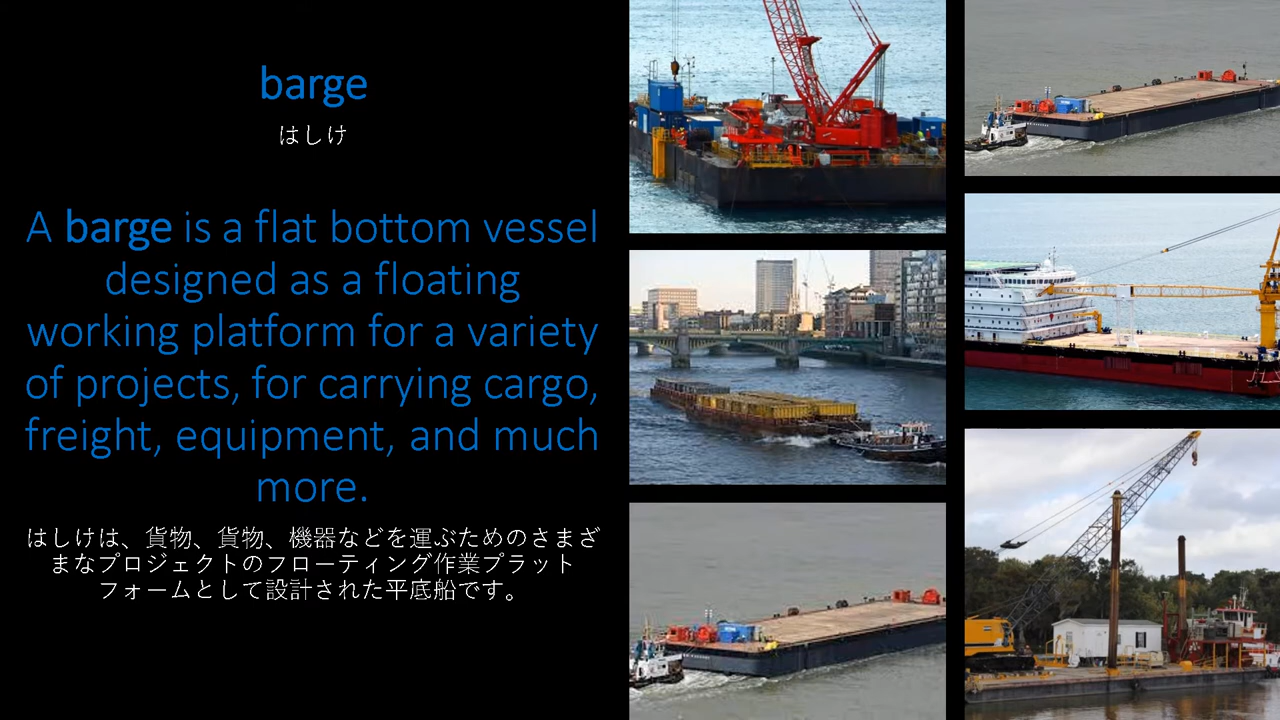 barge
はしけ
A barge is a flat bottom vessel
designed as a floating
working platform for a variety
of projects, for carrying cargo,
freight, equipment, and much
more.
はしけは、貨物、貨物、機器などを運ぶためのさまざ
まなプロジェクトのフローティング作業プラット
フォームとして設計された平底船です。